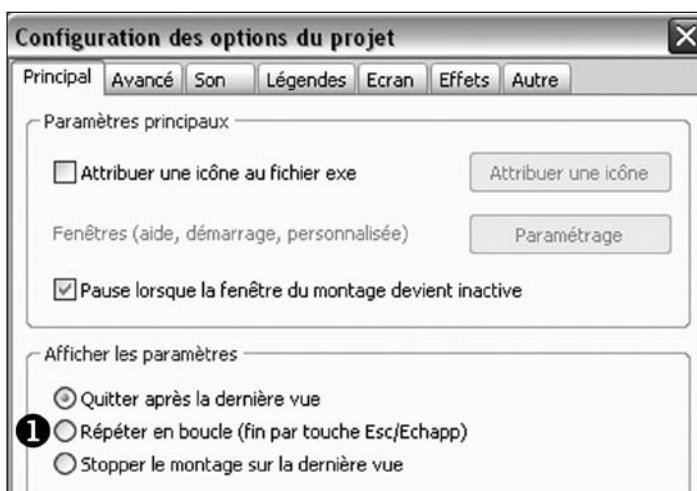 Configuration des options du projet
Principal Avancé Son Légendes Ecran Effets Autre
Paramètres principaux
Attribuer une icône au fichier exe Attribuer une icône
Fenêtres (aide, démarrage, personnalisée) Paramétrage
Pause lorsque la fenêtre du montage devient inactive
Afficher les paramètres
Quitter après la dernière vue
1 Répéter en boucle (fin par touche Esc/Echapp)
Stopper le montage sur la dernière vue